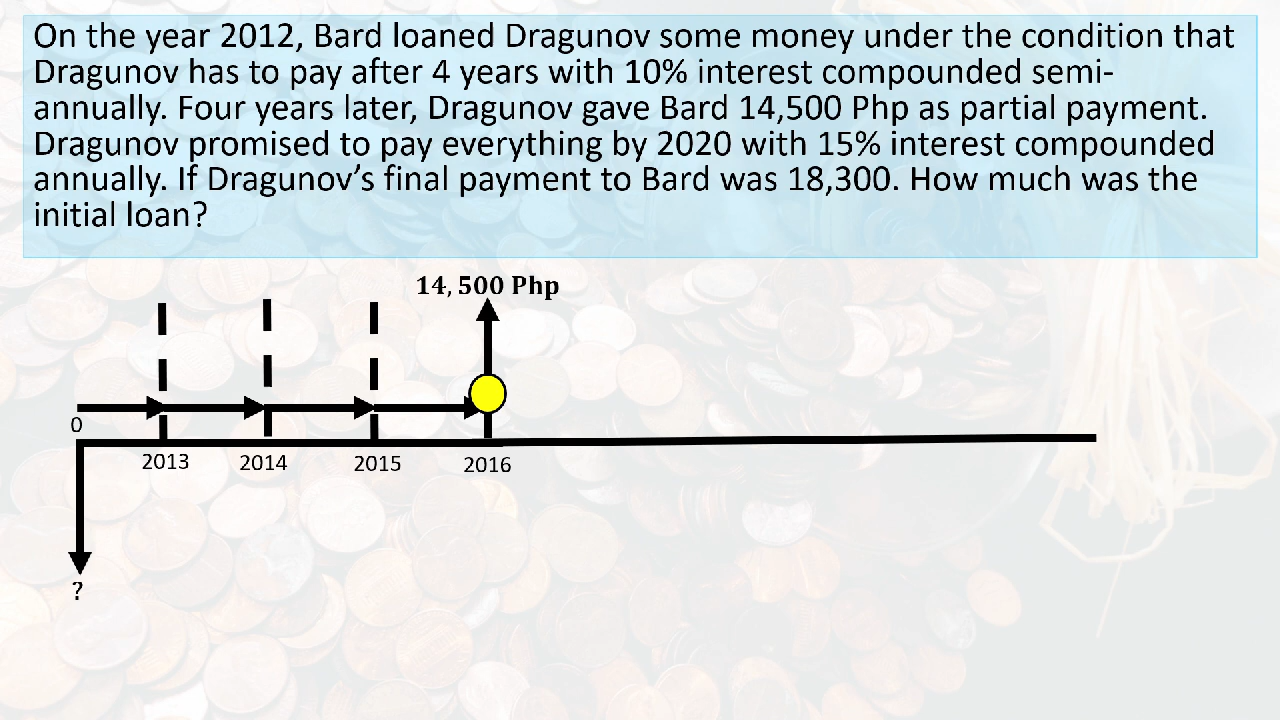 On the year 2012, Bard loaned Dragunov some money under the condition that
Dragunov has to pay after 4 years with 10% interest compounded semi-
annually. Four years later, Dragunov gave Bard 14,500 Php as partial payment.
Dragunov promised to pay everything by 2020 with 15% interest compounded
annually. If Dragunov’s final payment to Bard was 18,300. How much was the
initial loan?
14, 500 Php
0
2013 2014 2015 2016
?